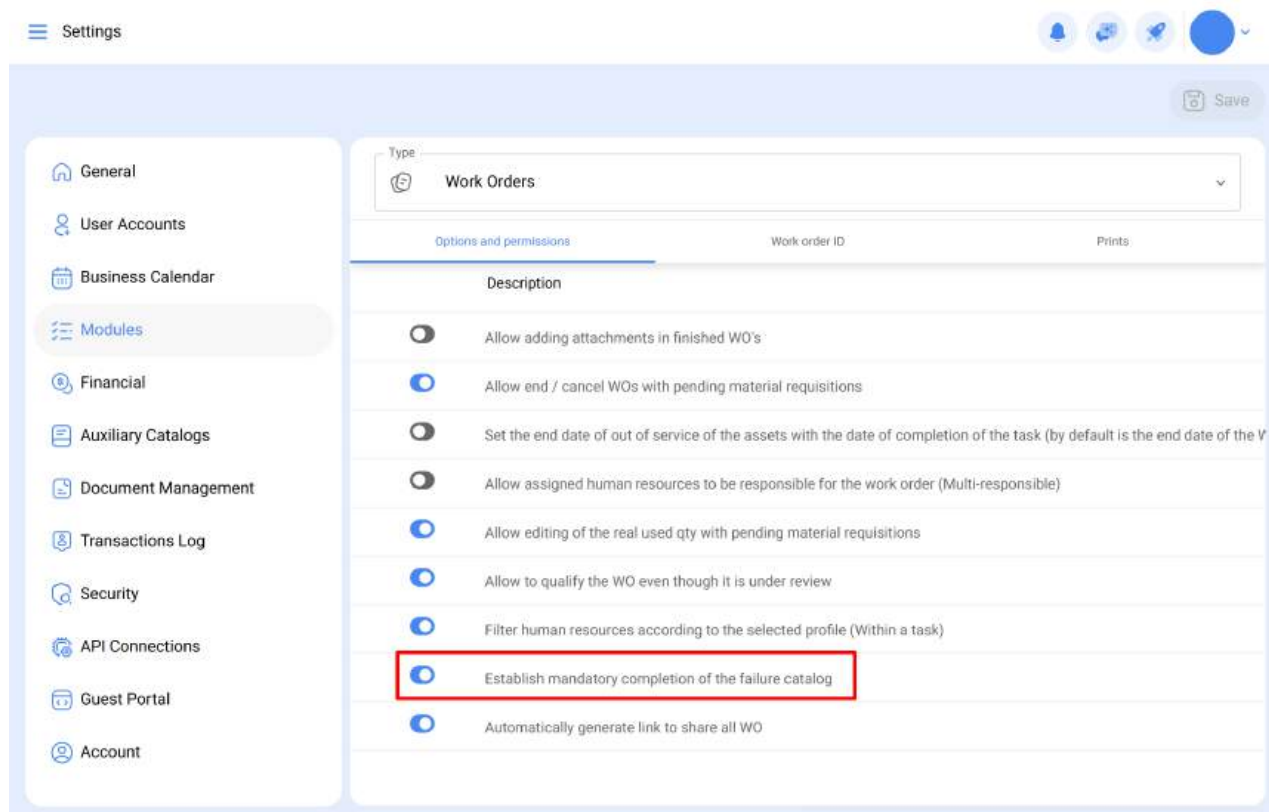 Settings
Save
General
User Accounts
Business Calendar
Modules
Financial
Auxiliary Catalogs
Document Management
Transactions Log
Security
API Connections
Guest Portal
Account
Type
Work Orders
Options and permissions
Work order ID
Prints
Description
Allow adding attachments in finished WO's
Allow end / cancel WOs with pending material requisitions
Set the end date of out of service of the assets with the date of completion of the task (by default is the end date of the
Allow assigned human resources to be responsible for the work order (Multi-responsible)
Allow editing of the real used qty with pending material requisitions
Allow to qualify the WO even though it is under review
Filter human resources according to the selected profile (Within a task)
Establish mandatory completion of the failure catalog
Automatically generate link to share all WO